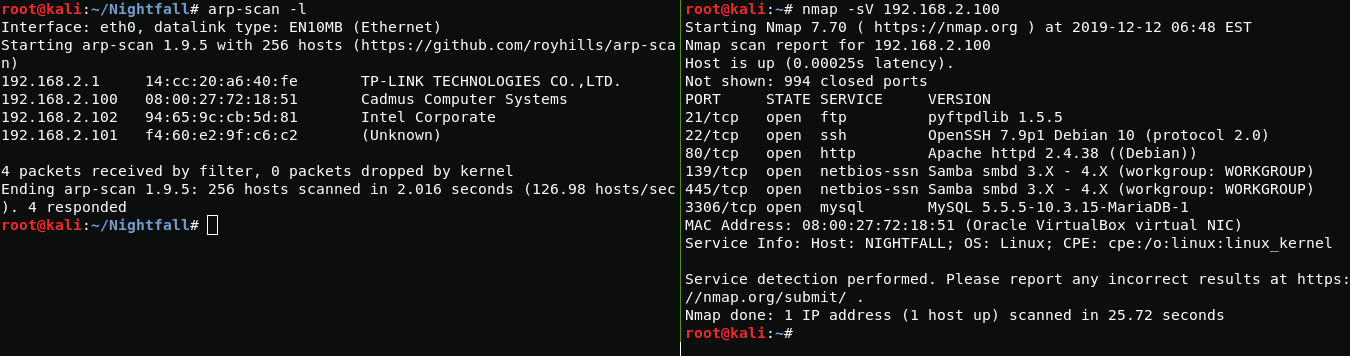 root@kali:~/Nightfall# arp-scan -l
Interface: eth0, datalink type: EN10MB (Ethernet)
Starting arp-scan 1.9.5 with 256 hosts (https://github.com/royhills/arp-sca
n)
192.168.2.1     14:cc:20:a6:40:fe       TP-LINK TECHNOLOGIES CO.,LTD.
192.168.2.100   08:00:27:72:18:51       Cadmus Computer Systems
192.168.2.102   94:65:9c:cb:5d:81       Intel Corporate
192.168.2.101   f4:60:e2:9f:c6:c2       (Unknown)

4 packets received by filter, 0 packets dropped by kernel
Ending arp-scan 1.9.5: 256 hosts scanned in 2.016 seconds (126.98 hosts/sec
). 4 responded
root@kali:~/Nightfall#
root@kali:~# nmap -sV 192.168.2.100
Starting Nmap 7.70 ( https://nmap.org ) at 2019-12-12 06:48 EST
Nmap scan report for 192.168.2.100
Host is up (0.00025s latency).
Not shown: 994 closed ports
PORT     STATE SERVICE     VERSION
21/tcp   open  ftp         pyftpdlib 1.5.5
22/tcp   open  ssh         OpenSSH 7.9p1 Debian 10 (protocol 2.0)
80/tcp   open  http        Apache httpd 2.4.38 ((Debian))
139/tcp  open  netbios-ssn Samba smbd 3.X - 4.X (workgroup: WORKGROUP)
445/tcp  open  netbios-ssn Samba smbd 3.X - 4.X (workgroup: WORKGROUP)
3306/tcp open  mysql       MySQL 5.5.5-10.3.15-MariaDB-1
MAC Address: 08:00:27:72:18:51 (Oracle VirtualBox virtual NIC)
Service Info: Host: NIGHTFALL; OS: Linux; CPE: cpe:/o:linux:linux_kernel

Service detection performed. Please report any incorrect results at https:
//nmap.org/submit/ .
Nmap done: 1 IP address (1 host up) scanned in 25.72 seconds
root@kali:~#